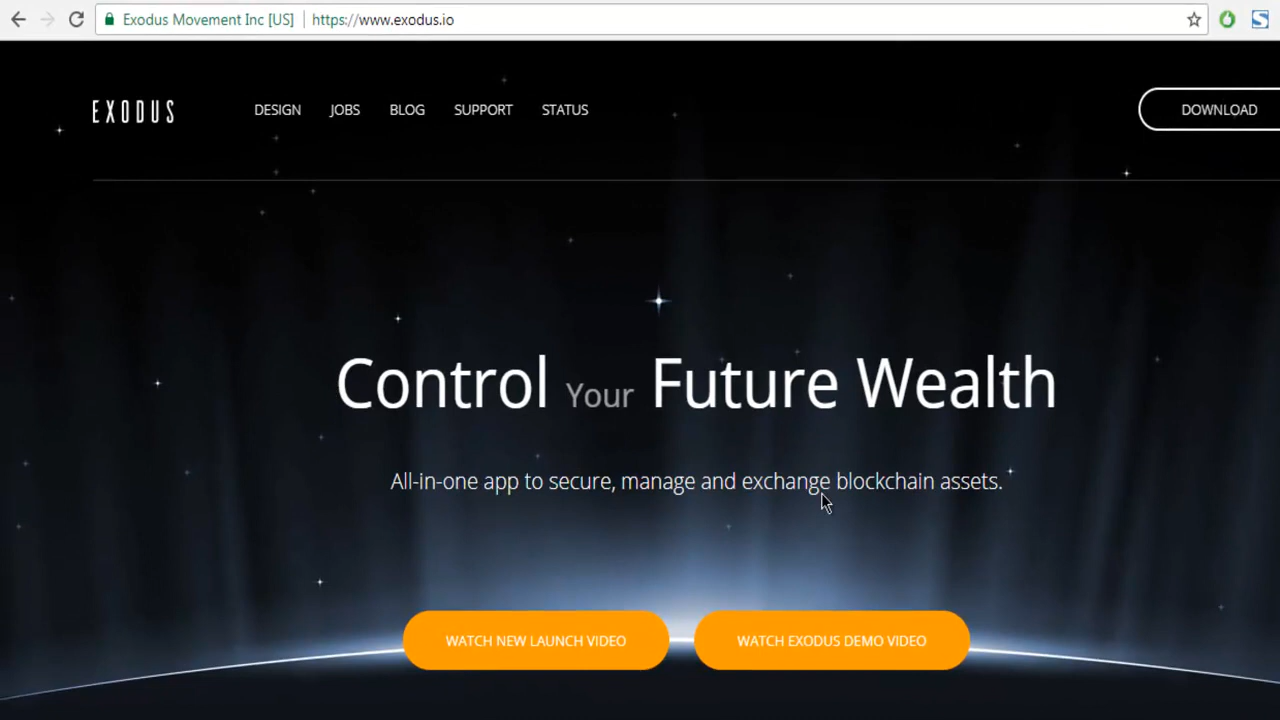 Exodus Movement Inc [US] https://www.exodus.io
EXODUS DESIGN JOBS BLOG SUPPORT STATUS DOWNLOAD
Control Your Future Wealth
All-in-one app to secure, manage and exchange blockchain assets.
WATCH NEW LAUNCH VIDEO WATCH EXODUS DEMO VIDEO